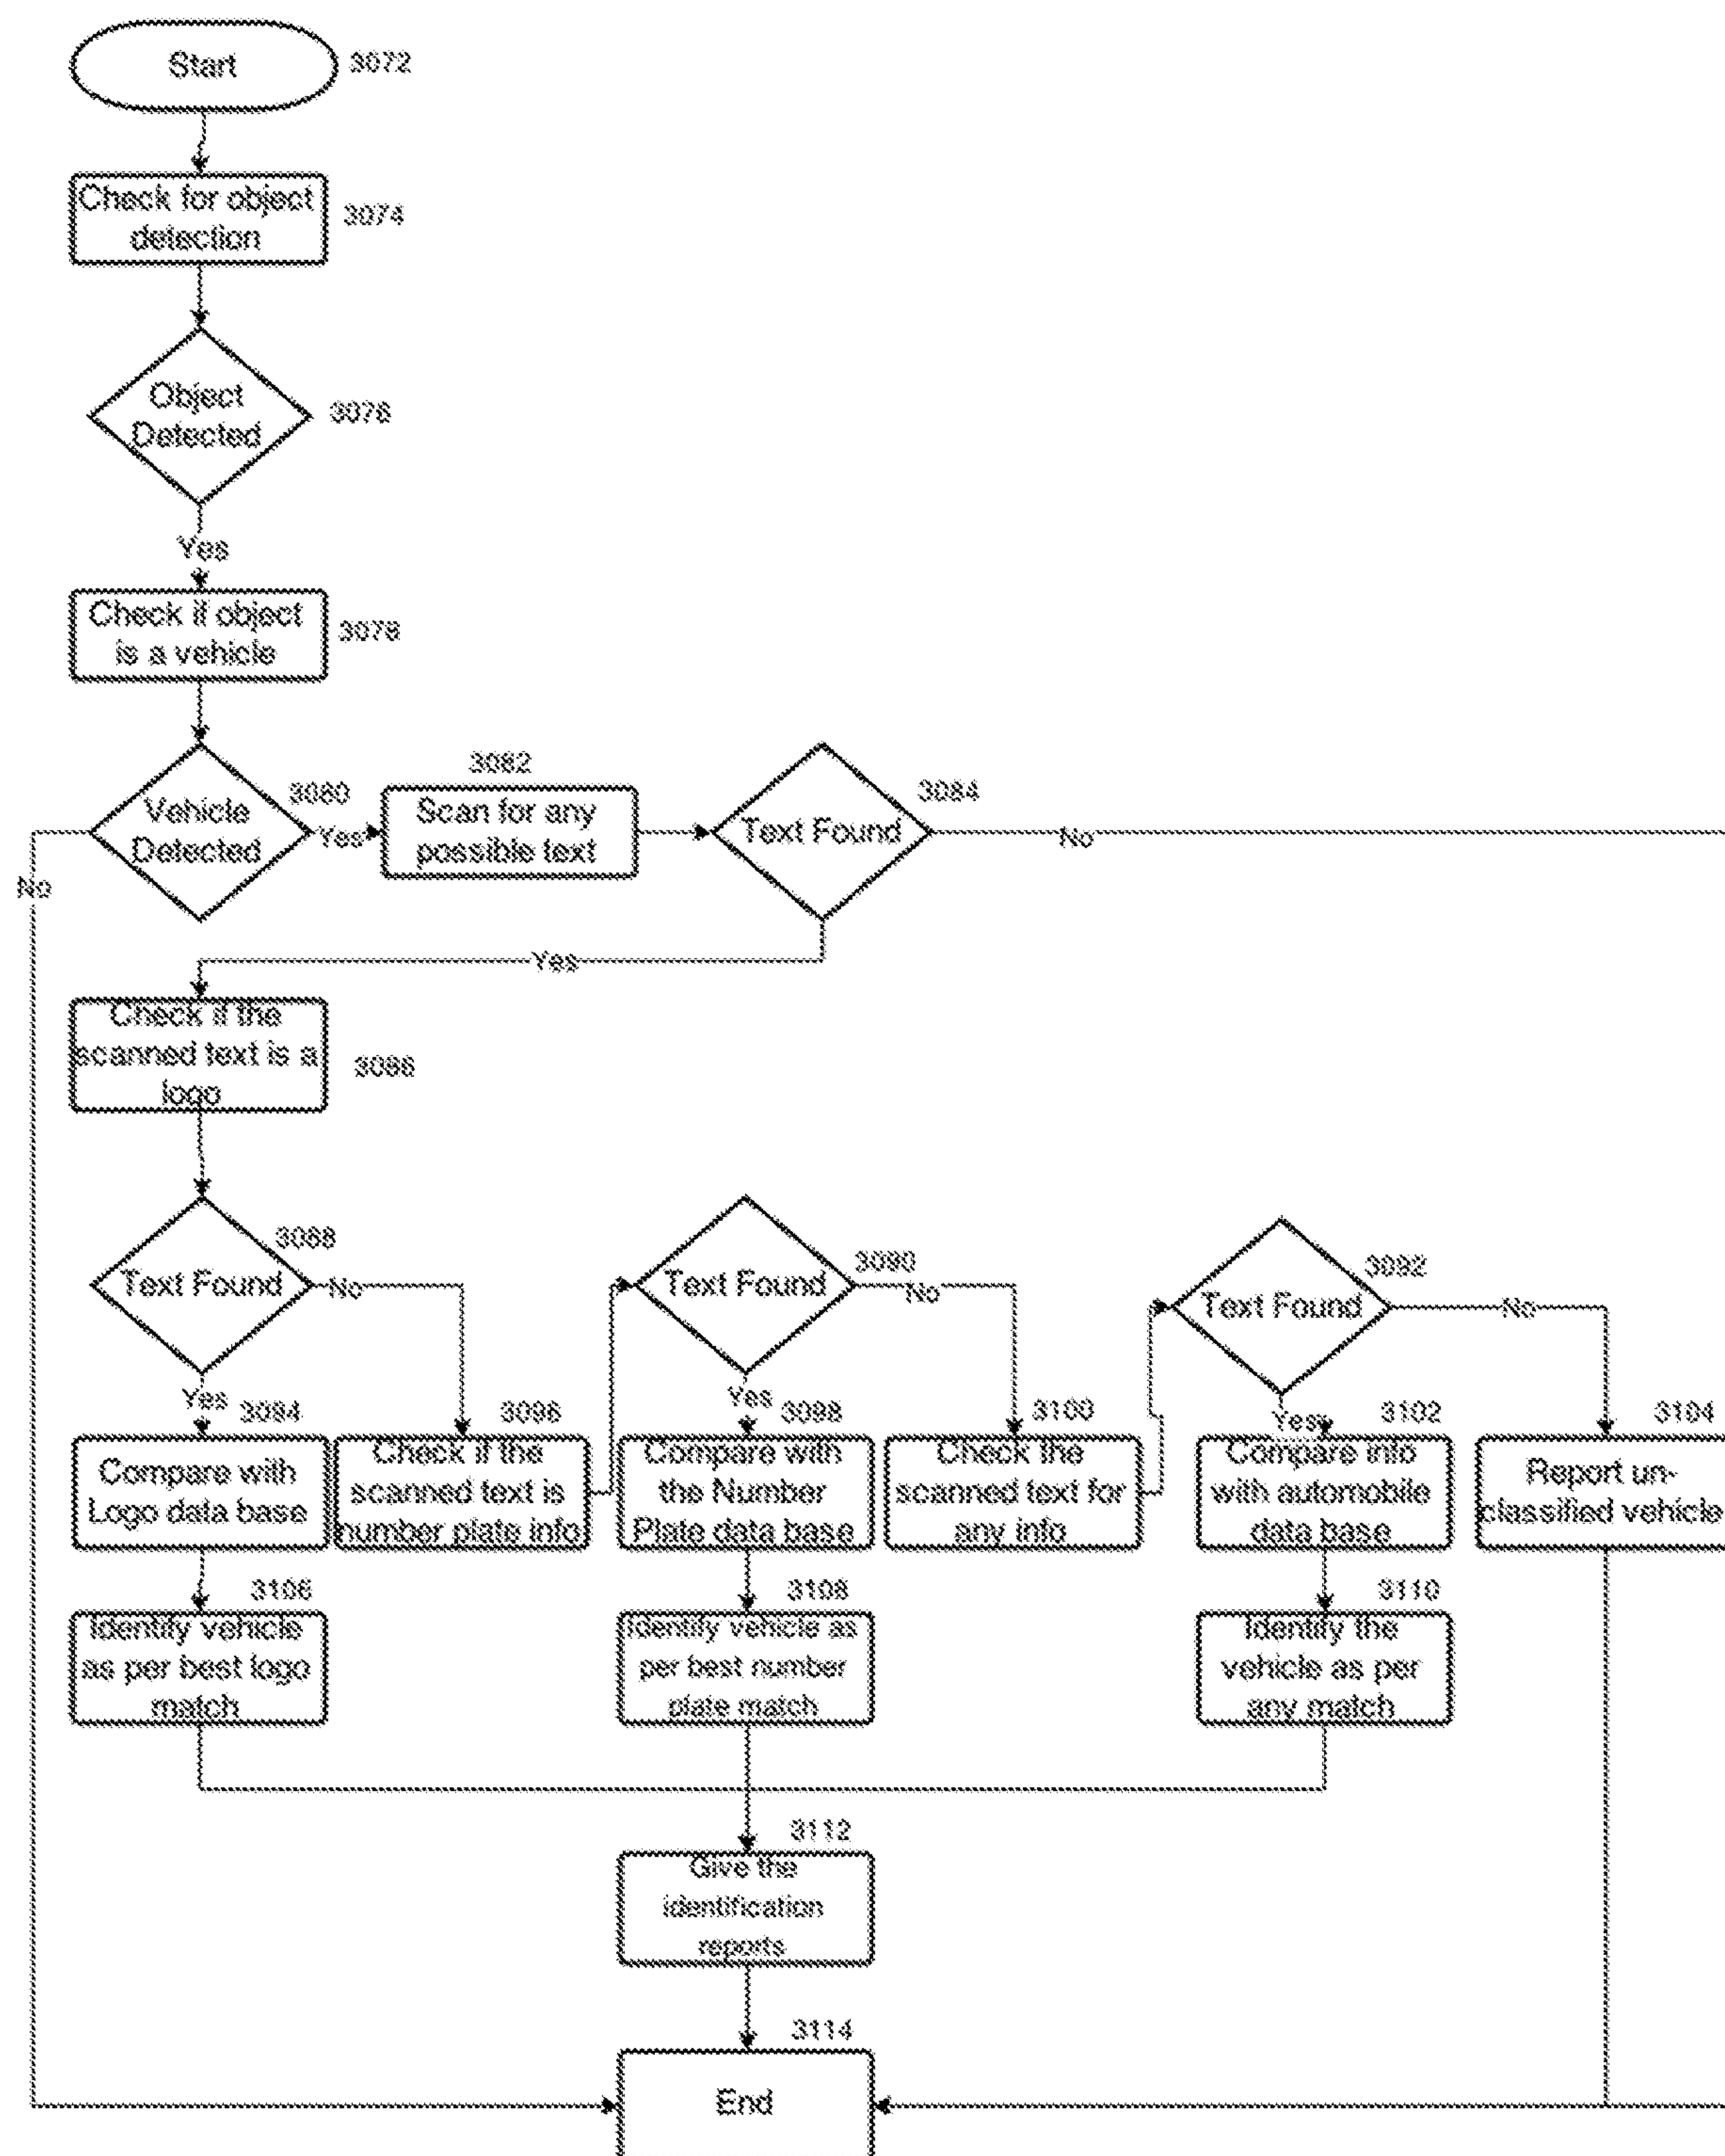 Start
3072
Check for object
detection
3074
Object
Detected
3076
Yes
Check if object
is a vehicle
3078
Vehicle
Detected
3080
No
Yes
3082
Scan for any
possible text
Text Found
3084
No
Yes
Check if the
scanned text is a
logo
3086
Text Found
3088
No
Text Found
3090
No
Text Found
3092
No
Yes
3094
Compare with
Logo data base
3096
Check if the
scanned text is
number plate info
Yes
3098
Compare with
the Number
Plate data base
3100
Check the
scanned text for
any info
Yes
3102
Compare info
with automobile
data base
3104
Report un-
classified vehicle
3106
Identify vehicle
as per best logo
match
3108
Identify vehicle as
per best number
plate match
3110
Identify the
vehicle as per
any match
3112
Give the
identification
reports
3114
End